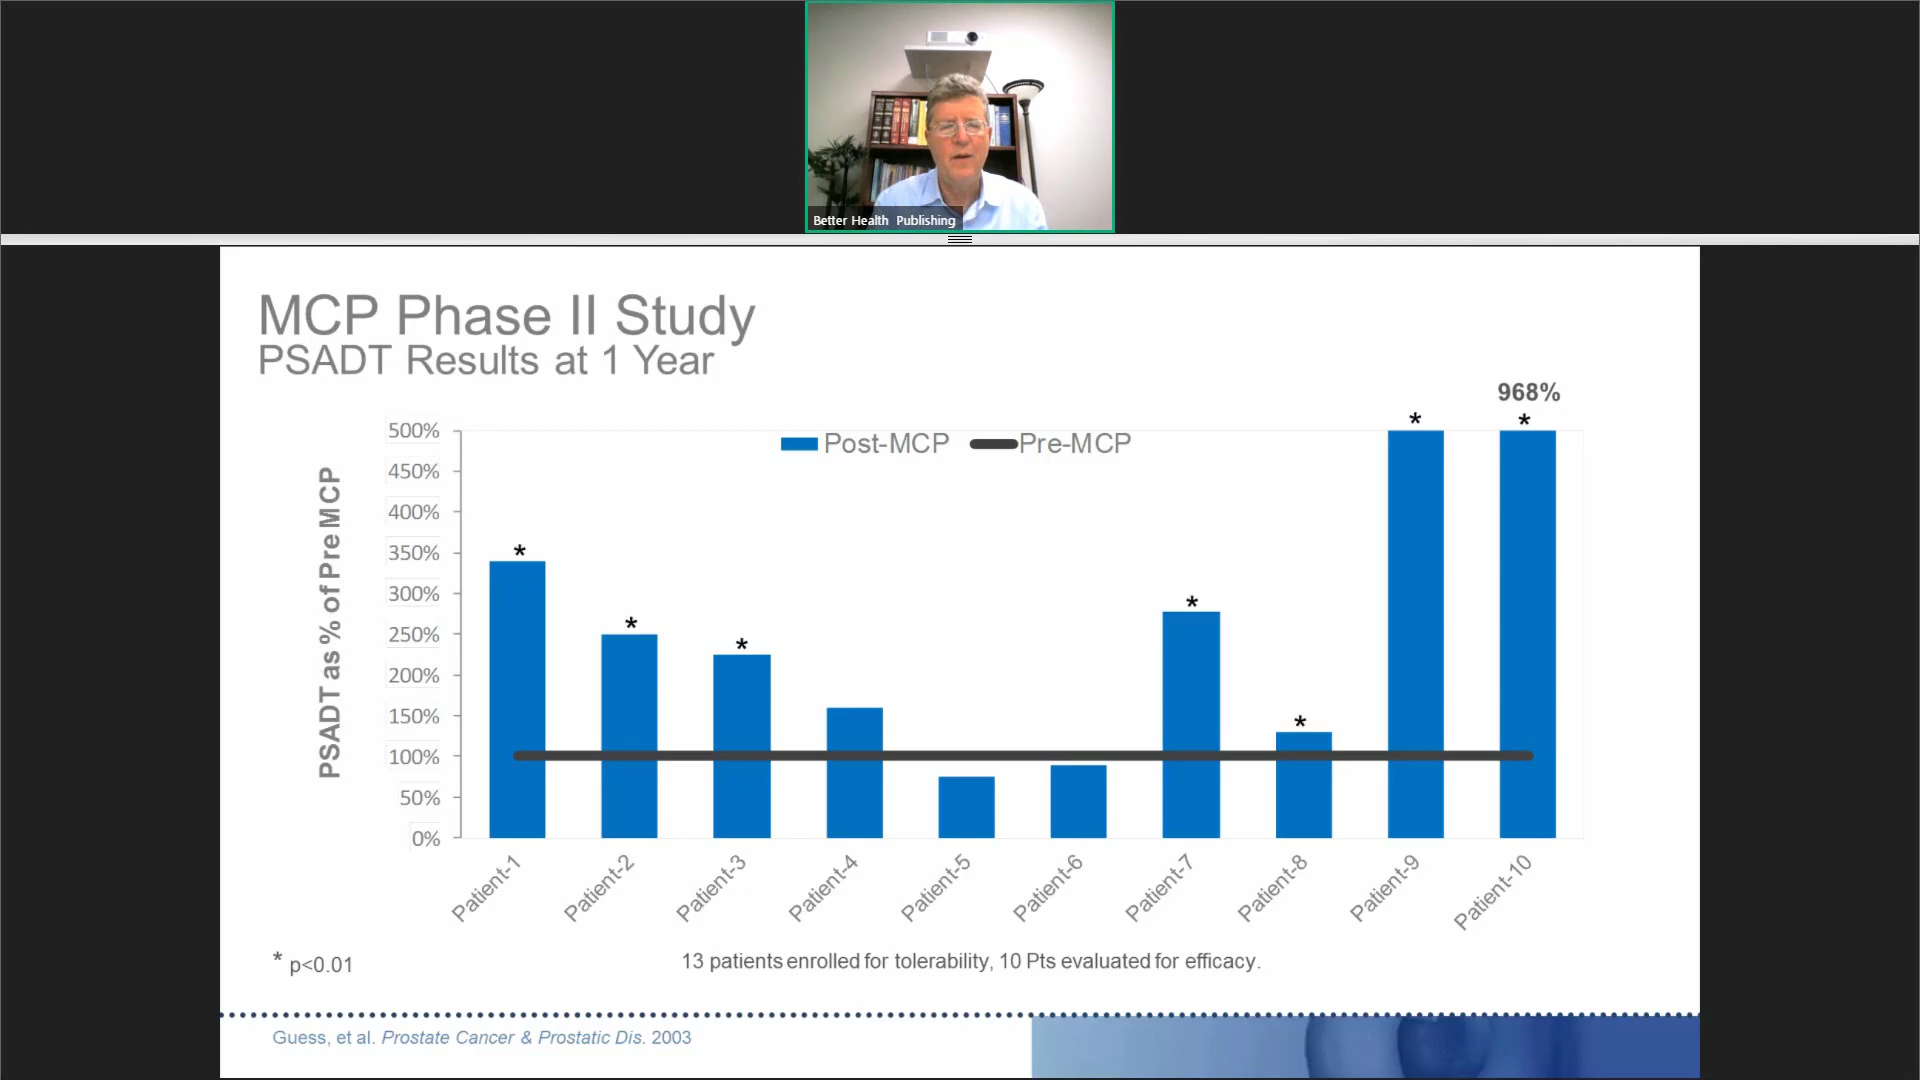 Better Health Publishing
MCP Phase II Study
PSADT Results at 1 Year
968%
* *
500%
450%
400%
350%
300%
250%
200%
150%
100%
50%
0%
PSADT as % of Pre MCP
Post-MCP Pre-MCP
*
*
*
*
*
Patient-1
Patient-2
Patient-3
Patient-4
Patient-5
Patient-6
Patient-7
Patient-8
Patient-9
Patient-10
* p<0.01
13 patients enrolled for tolerability, 10 Pts evaluated for efficacy.
Guess, et al. Prostate Cancer & Prostatic Dis. 2003